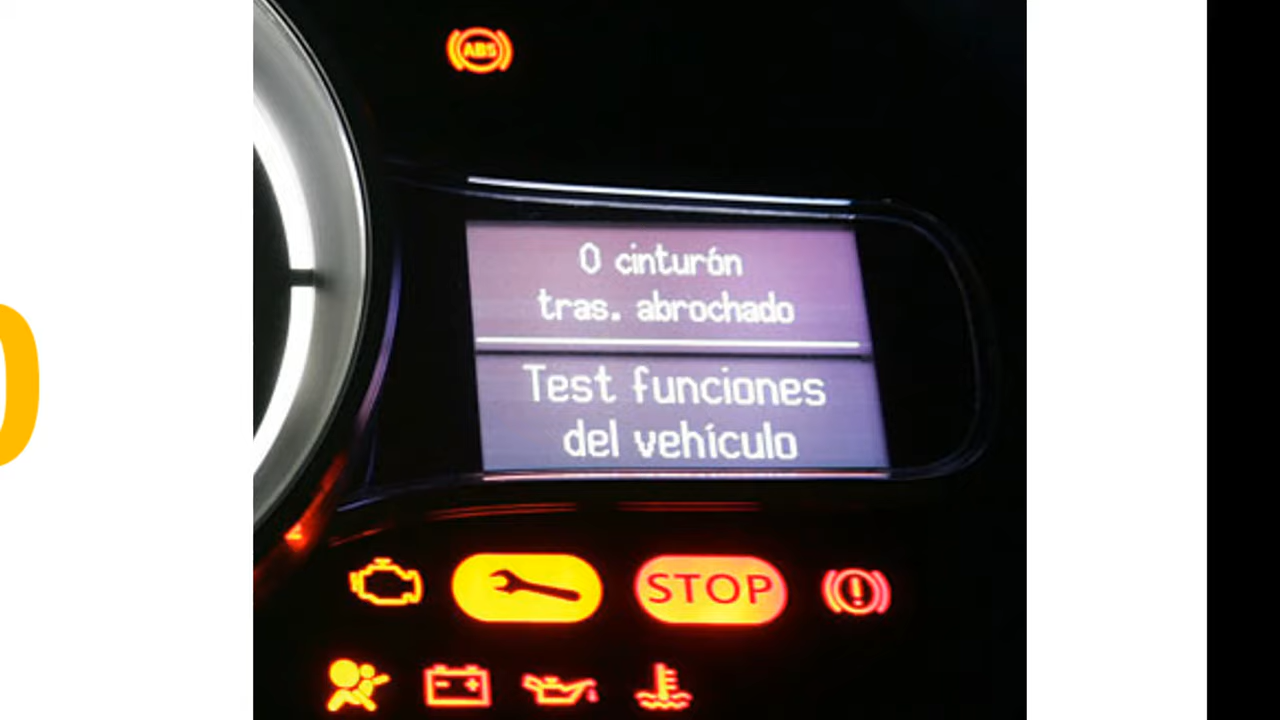 ABS
0 cinturón
tras. abrochado
Test funciones
del vehículo
STOP